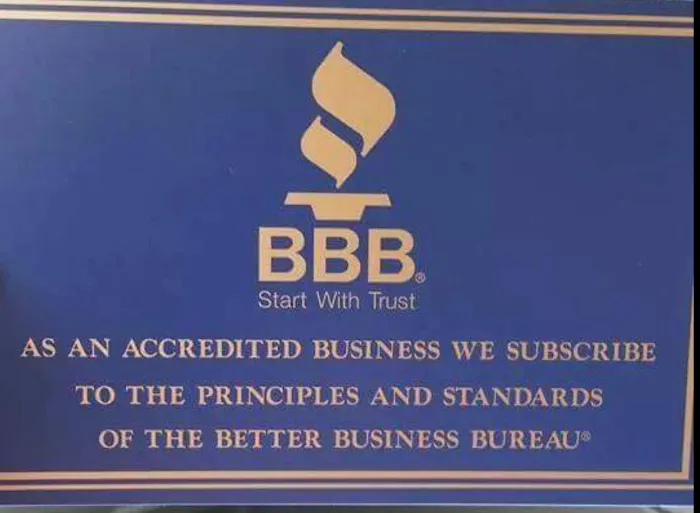 BBB®
Start With Trust
AS AN ACCREDITED BUSINESS WE SUBSCRIBE
TO THE PRINCIPLES AND STANDARDS
OF THE BETTER BUSINESS BUREAU®